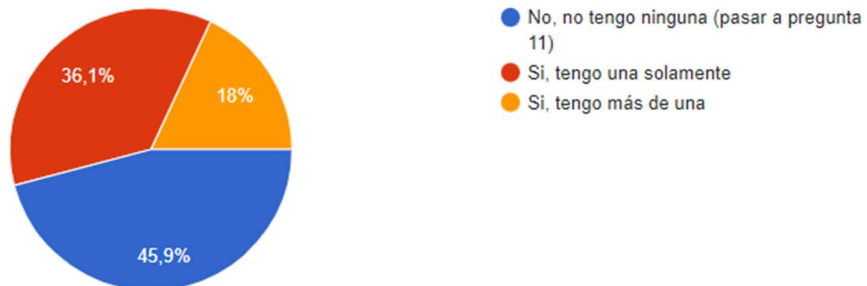 No, no tengo ninguna (pasar a pregunta
11)
Si, tengo una solamente
Si, tengo más de una
36,1%
18%
45,9%